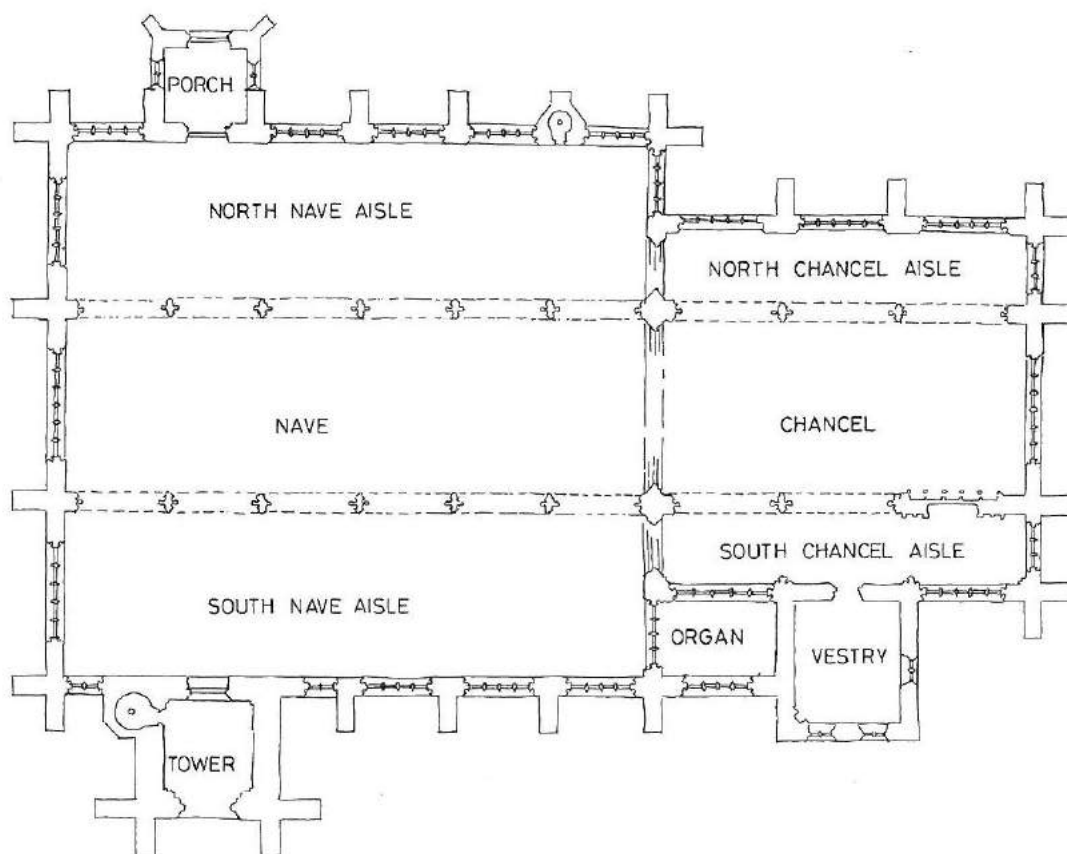 PORCH
NORTH NAVE AISLE
NORTH CHANCEL AISLE
NAVE
CHANCEL
SOUTH CHANCEL AISLE
SOUTH NAVE AISLE
ORGAN
VESTRY
TOWER